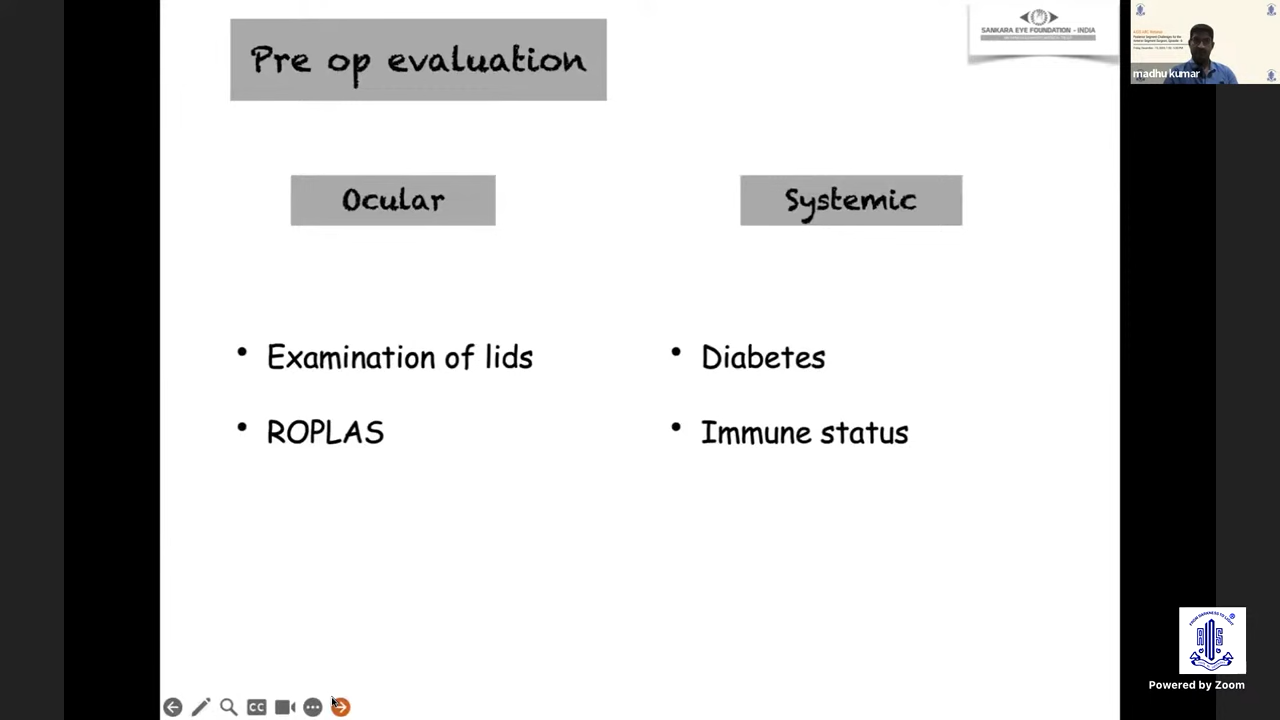 Pre op evaluation
SANKARA EYE FOUNDATION - INDIA
madhu kumar
Ocular
Systemic
• Examination of lids
• Diabetes
• ROPLAS
• Immune status
CC
Powered by Zoom